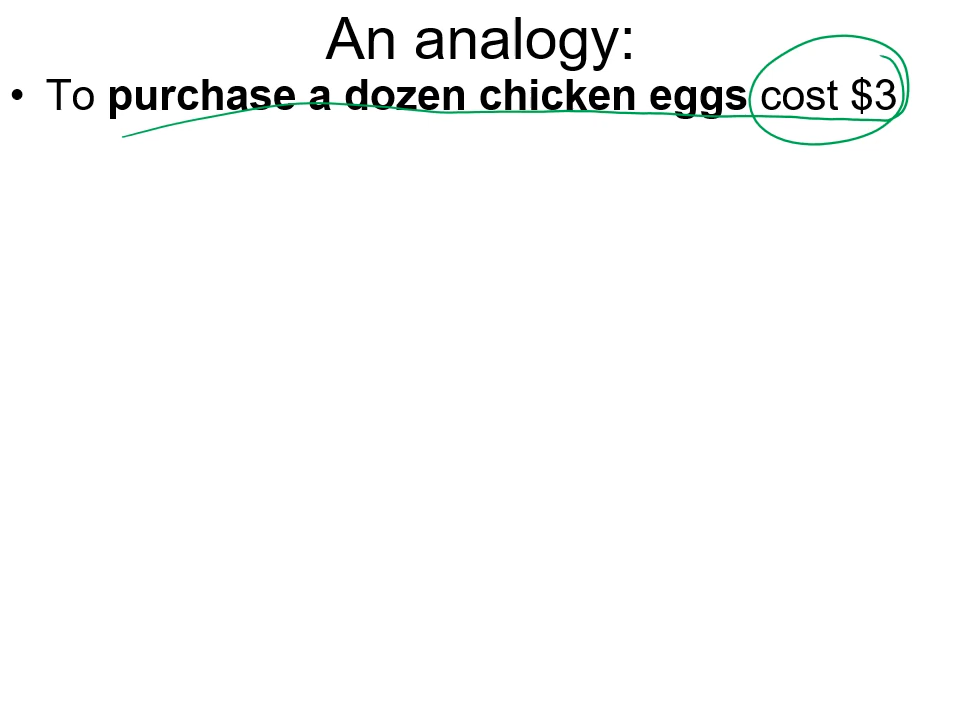 An analogy:
• To purchase a dozen chicken eggs cost $3